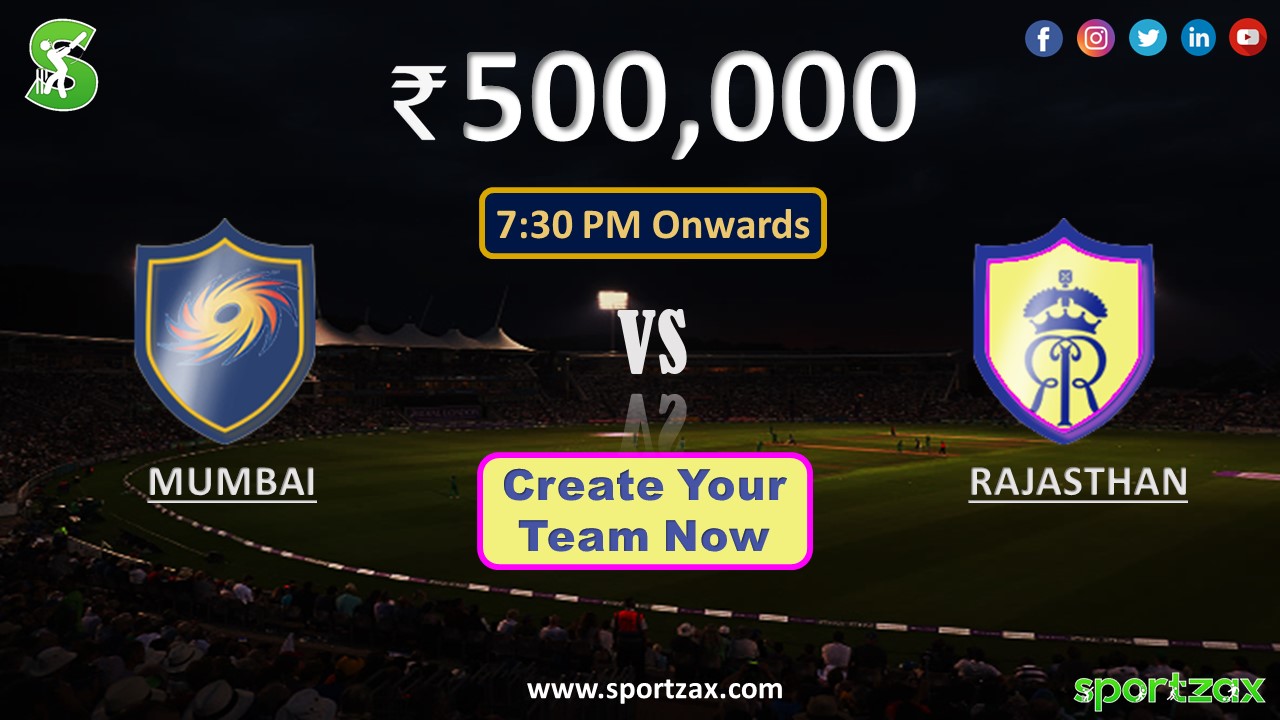 ₹500,000
7:30 PM Onwards
VS
MUMBAI
RAJASTHAN
Create Your
Team Now
www.sportzax.com
sportzax